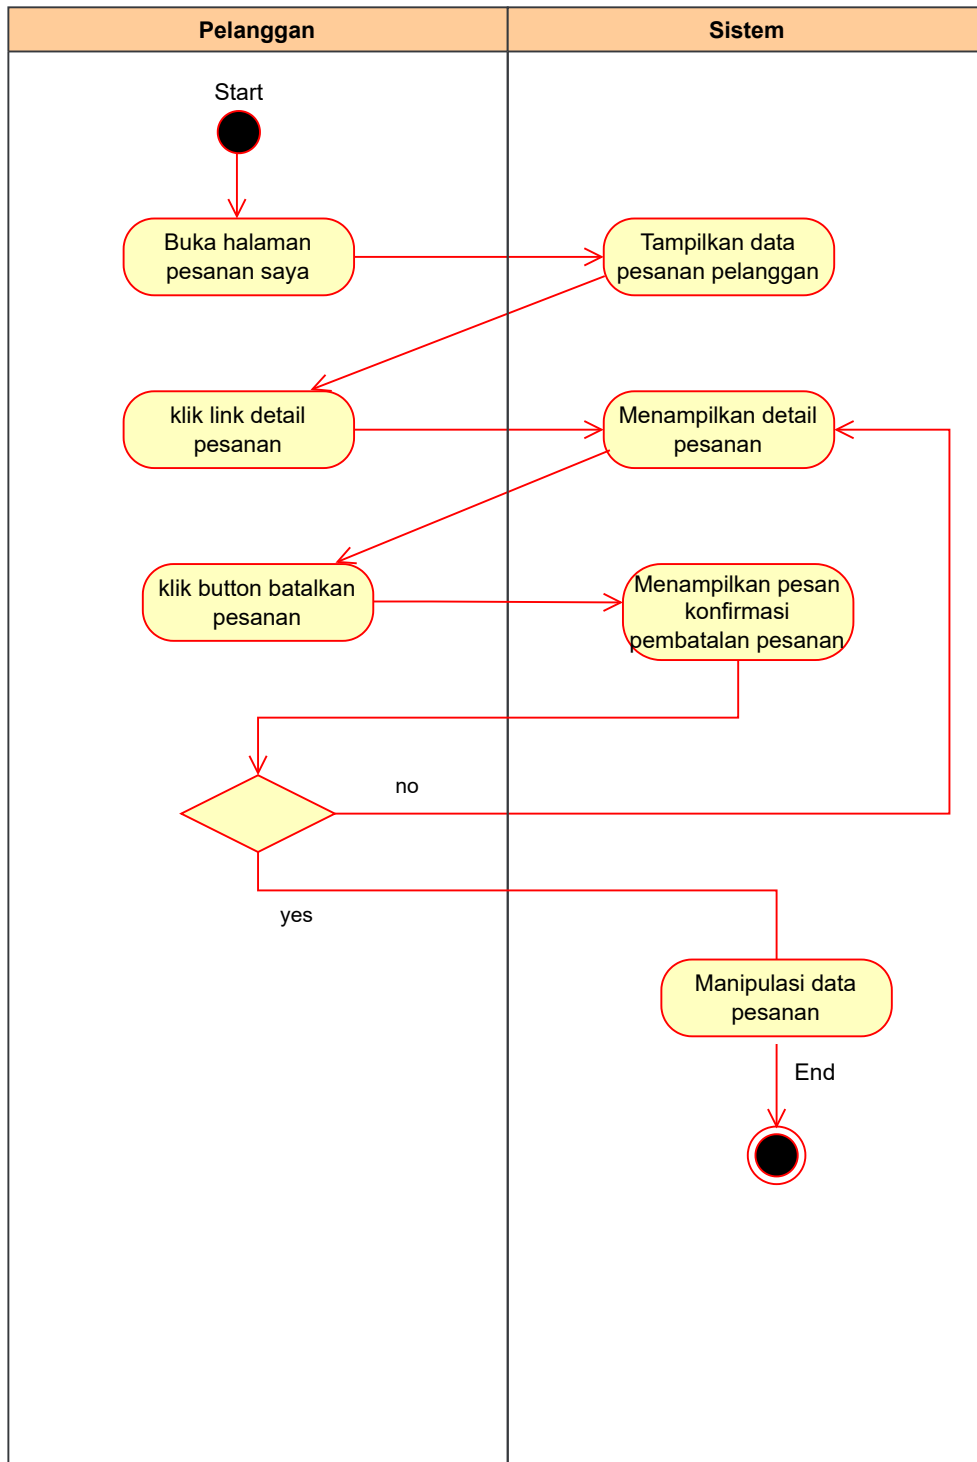 Pelanggan
Sistem
Start
Buka halaman
pesanan saya
Tampilkan data
pesanan pelanggan
klik link detail
pesanan
Menampilkan detail
pesanan
klik button batalkan
pesanan
Menampilkan pesan
konfirmasi
pembatalan pesanan
no
yes
Manipulasi data
pesanan
End